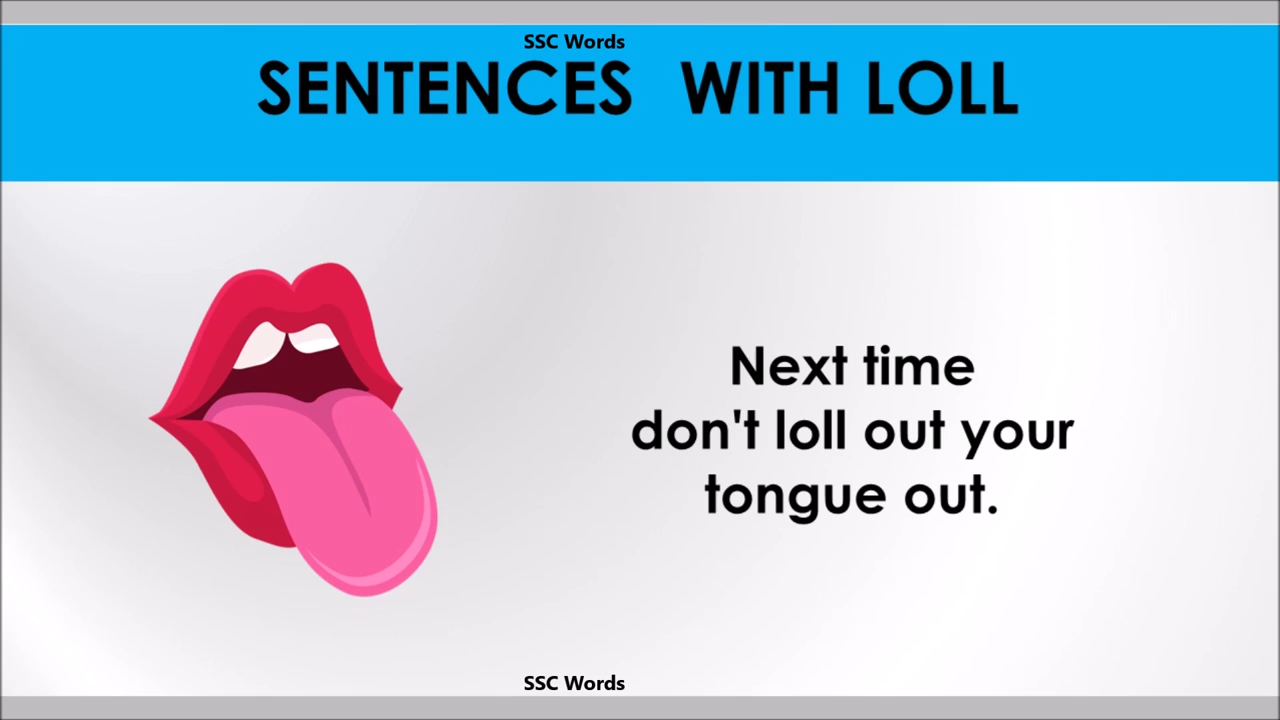 SSC Words
SENTENCES WITH LOLL
Next time
don't loll out your
tongue out.
SSC Words